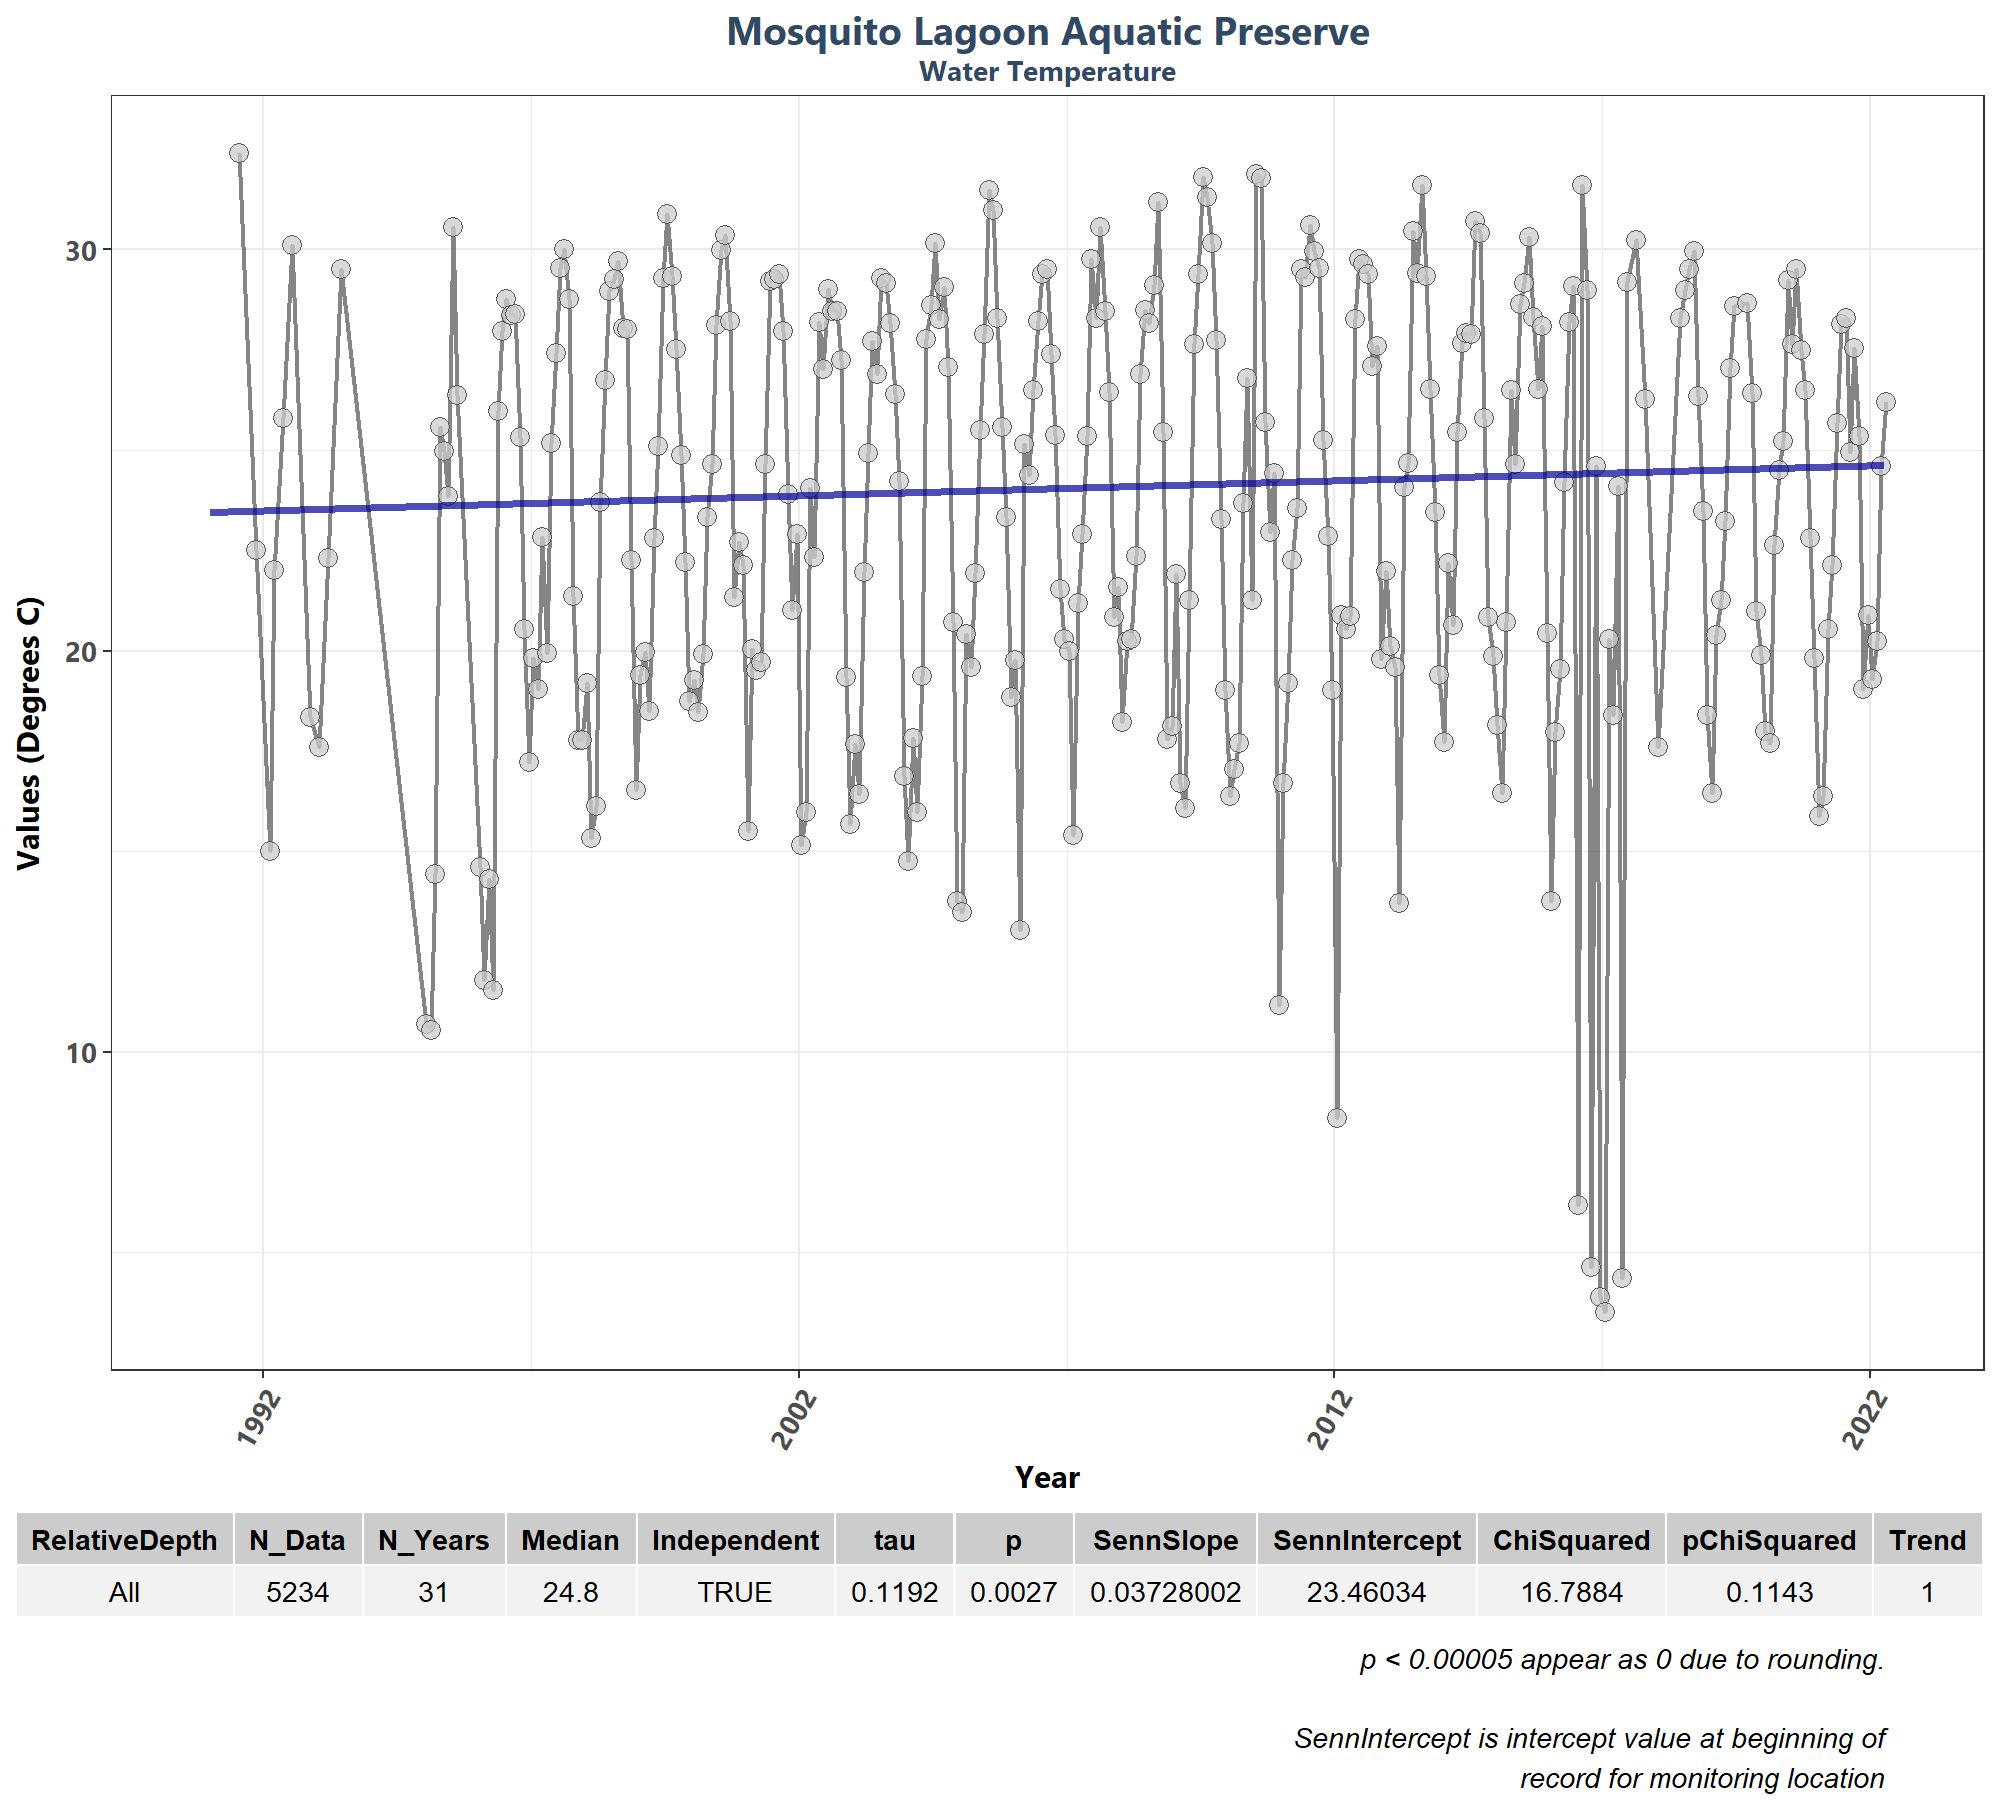 Mosquito Lagoon Aquatic Preserve
Water Temperature
Values (Degrees C)
30
20
10
1992
2002
2012
2022
Year
RelativeDepth N_Data N_Years Median Independent tau p SennSlope SennIntercept ChiSquared pChiSquared Trend
All 5234 31 24.8 TRUE 0.1192 0.0027 0.03728002 23.46034 16.7884 0.1143 1
p < 0.00005 appear as 0 due to rounding.
SennIntercept is intercept value at beginning of
record for monitoring location